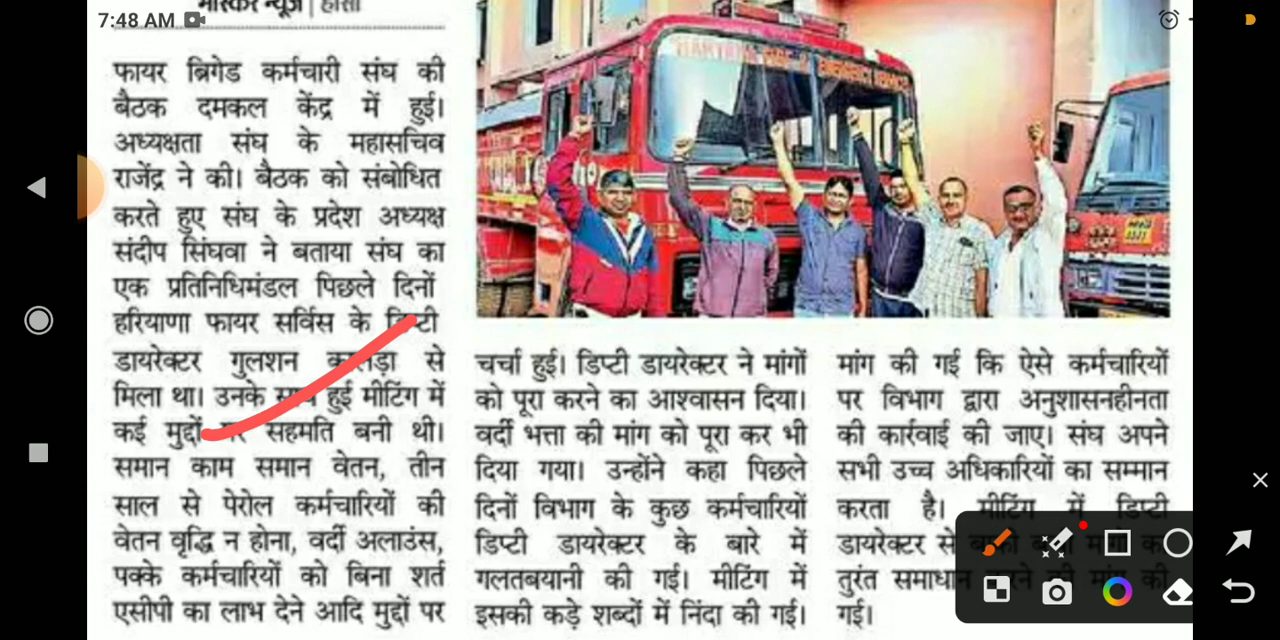 7:48 AM
भास्कर न्यूज | हांसी
फायर ब्रिगेड कर्मचारी संघ की
बैठक दमकल केंद्र में हुई।
अध्यक्षता संघ के महासचिव
राजेंद्र ने की। बैठक को संबोधित
करते हुए संघ के प्रदेश अध्यक्ष
संदीप सिंघवा ने बताया संघ का
एक प्रतिनिधिमंडल पिछले दिनों
हरियाणा फायर सर्विस के डिप्टी
डायरेक्टर गुलशन से
मिला था। उनके साथ हुई मीटिंग में
कई मुद्दों पर सहमति बनी थी।
समान काम समान वेतन, तीन
साल से पेरोल कर्मचारियों की
वेतन वृद्धि न होना, वर्दी अलाउंस,
पक्के कर्मचारियों को बिना शर्त
एसीपी का लाभ देने आदि मुद्दों पर
चर्चा हुई। डिप्टी डायरेक्टर ने मांगों
को पूरा करने का आश्वासन दिया।
वर्दी भत्ता की मांग को पूरा कर भी
दिया गया। उन्होंने कहा पिछले
दिनों विभाग के कुछ कर्मचारियों
डिप्टी डायरेक्टर के बारे में
गलतबयानी की गई। मीटिंग में
इसकी कड़े शब्दों में निंदा की गई।
मांग की गई कि ऐसे कर्मचारियों
पर विभाग द्वारा अनुशासनहीनता
की कार्रवाई की जाए। संघ अपने
सभी उच्च अधिकारियों का सम्मान
करता है। मीटिंग में डिप्टी
डायरेक्टर से बाकी मांगों का
तुरंत समाधान करने की मांग की
गई।